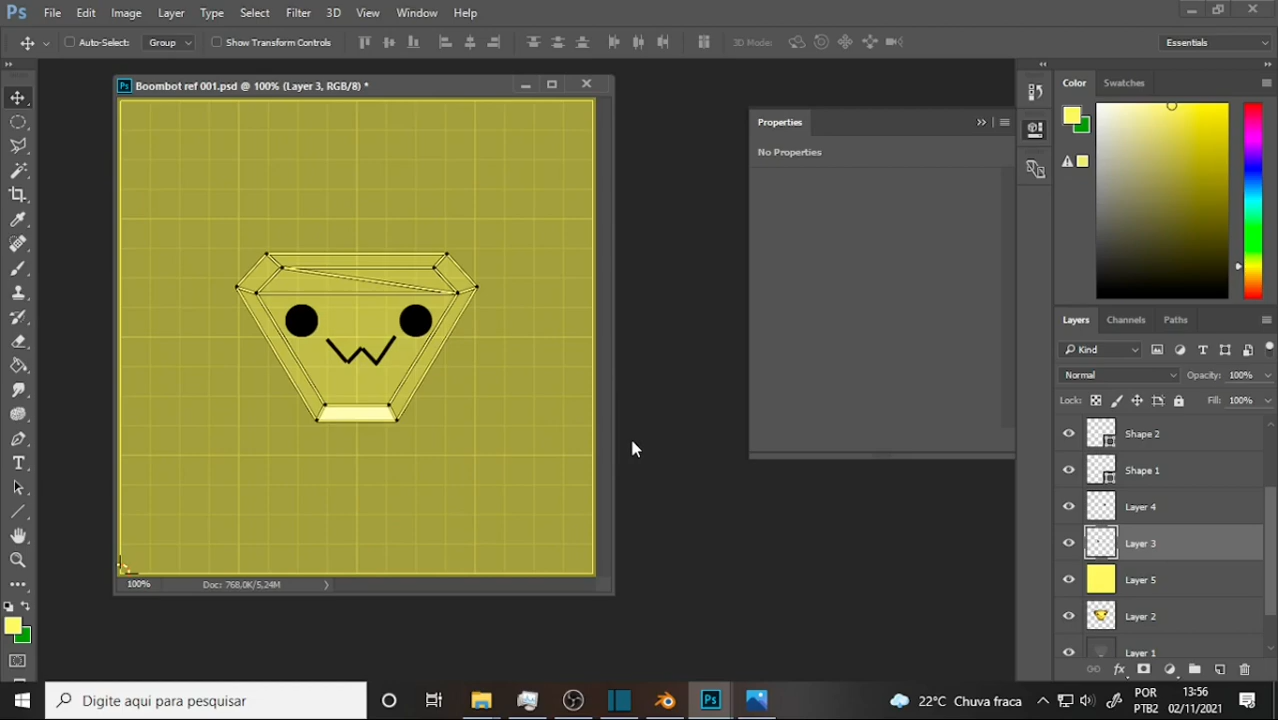 Ps File Edit Image Layer Type Select Filter 3D View Window Help
Auto-Select: Group Show Transform Controls 3D Mode: Essentials
Boombot ref 001.psd @ 100% (Layer 3, RGB/8) *
100% Doc: 768,0K/5,24M
Properties
No Properties
Color Swatches
Layers Channels Paths
Kind
Normal Opacity: 100%
Lock: Fill: 100%
Shape 2
Shape 1
Layer 4
Layer 3
Layer 5
Layer 2
Layer 1
fx
Digite aqui para pesquisar
Ps
22°C Chuva fraca
POR
PTB2
13:56
02/11/2021